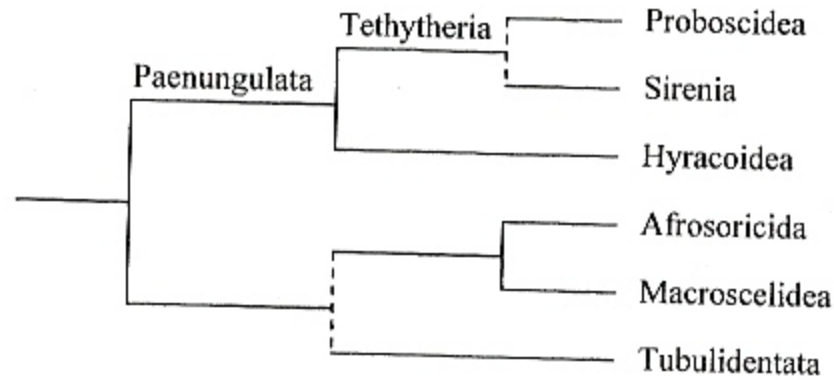 Tethytheria
Proboscidea
Paenungulata
Sirenia
Hyracoidea
Afrosoricida
Macroscelidea
Tubulidentata